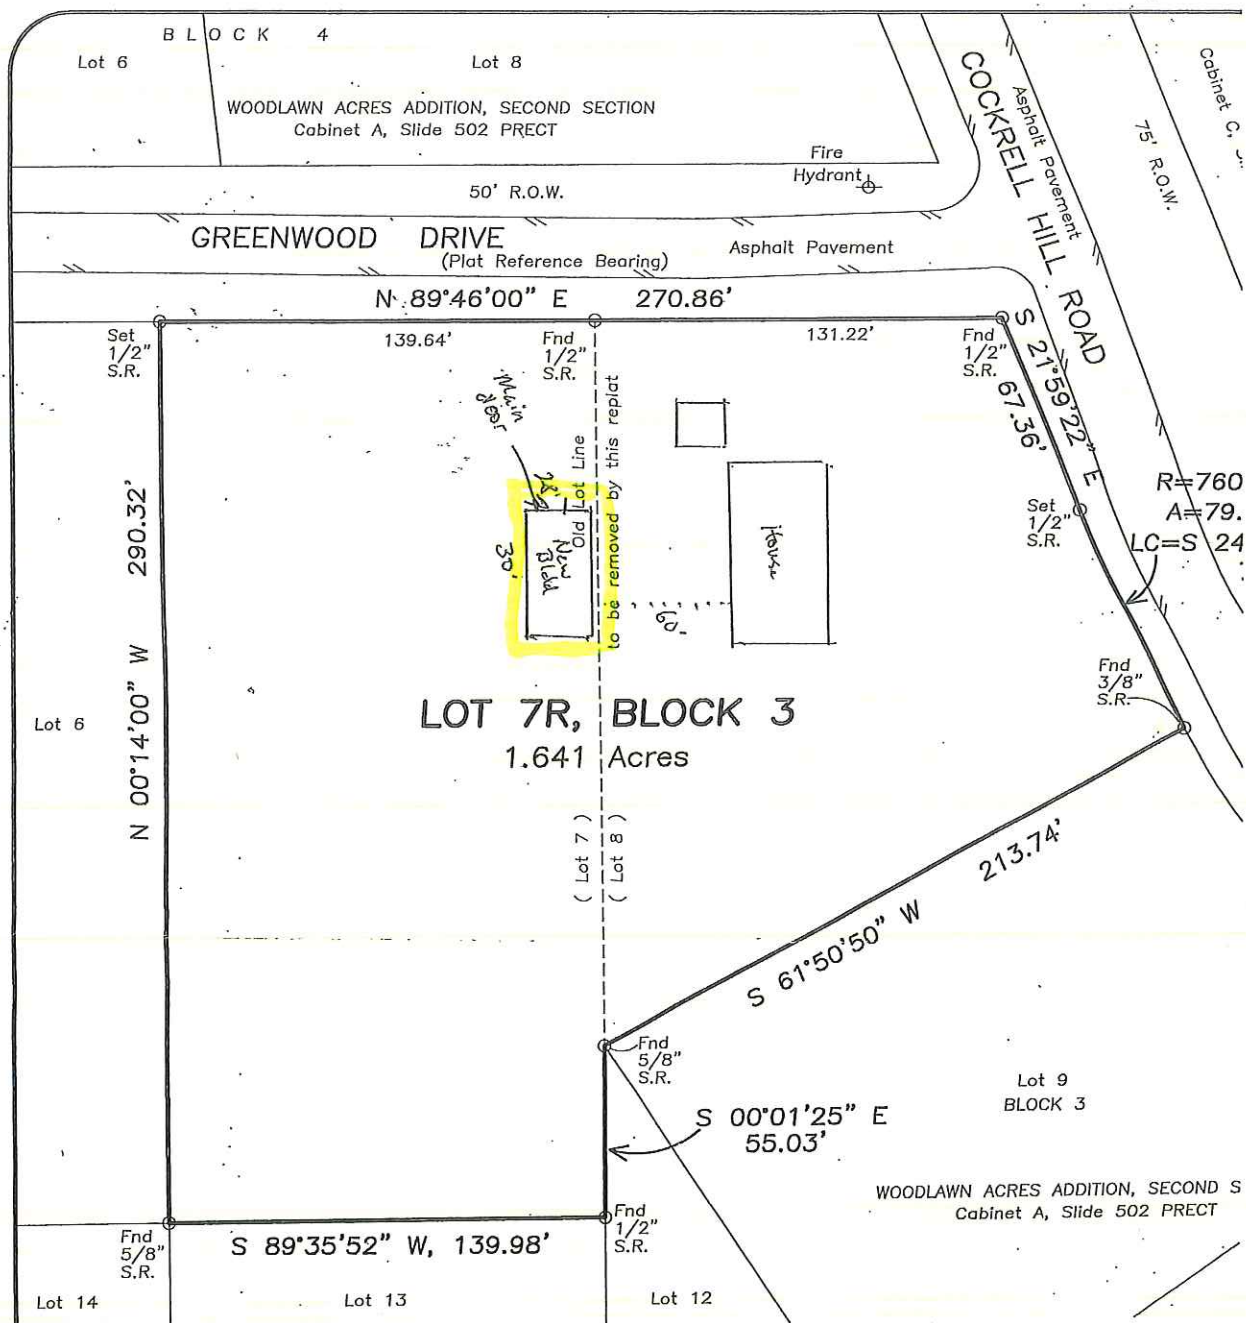 BLOCK 4
Lot 6
Lot 8
WOODLAWN ACRES ADDITION, SECOND SECTION
Cabinet A, Slide 502 PRECT
Fire
Hydrant
50' R.O.W.
GREENWOOD DRIVE
(Plat Reference Bearing)
Asphalt Pavement
COCKRELL HILL ROAD
Asphalt Pavement
75' R.O.W.
Cabinet C,
N 89°46'00" E 270.86'
139.64'
131.22'
Set
1/2"
S.R.
Fnd
1/2"
S.R.
Fnd
1/2"
S.R.
S 21°59'22" E
67.36'
Main
door
Old Lot Line
to be removed by this replat
30'
New
Bldd
House
60'
Set
1/2"
S.R.
R=760
A=79.
LC=S 24
N 00°14'00" W 290.32'
Fnd
3/8"
S.R.
Lot 6
LOT 7R, BLOCK 3
1.641 Acres
( Lot 7 )
( Lot 8 )
S 61°50'50" W 213.74'
Fnd
5/8"
S.R.
Lot 9
BLOCK 3
S 00°01'25" E
55.03'
WOODLAWN ACRES ADDITION, SECOND S
Cabinet A, Slide 502 PRECT
Fnd
5/8"
S.R.
S 89°35'52" W, 139.98'
Fnd
1/2"
S.R.
Lot 14
Lot 13
Lot 12